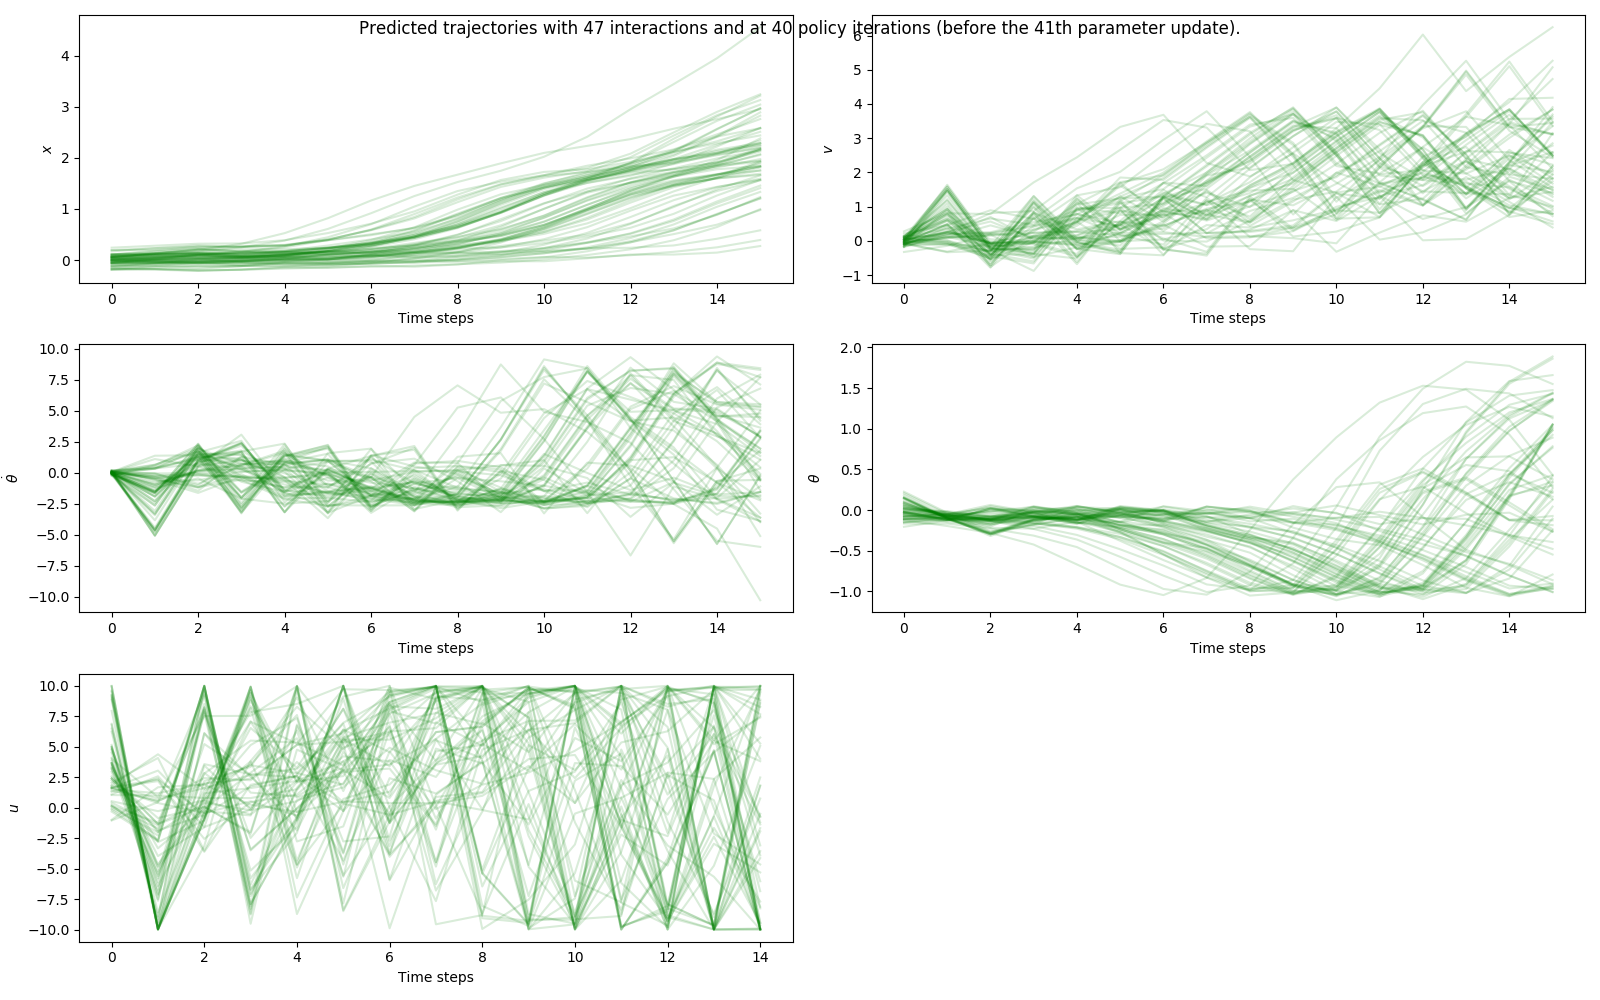 Predicted trajectories with 47 interactions and at 40 policy iterations (before the 41th parameter update).
4
3
2
1
0
x
0 2 4 6 8 10 12 14
Time steps
6
5
4
3
2
1
0
−1
v
0 2 4 6 8 10 12 14
Time steps
10.0
7.5
5.0
2.5
0.0
−2.5
−5.0
−7.5
−10.0
θ̇
0 2 4 6 8 10 12 14
Time steps
2.0
1.5
1.0
0.5
0.0
−0.5
−1.0
θ
0 2 4 6 8 10 12 14
Time steps
10.0
7.5
5.0
2.5
0.0
−2.5
−5.0
−7.5
−10.0
u
0 2 4 6 8 10 12 14
Time steps